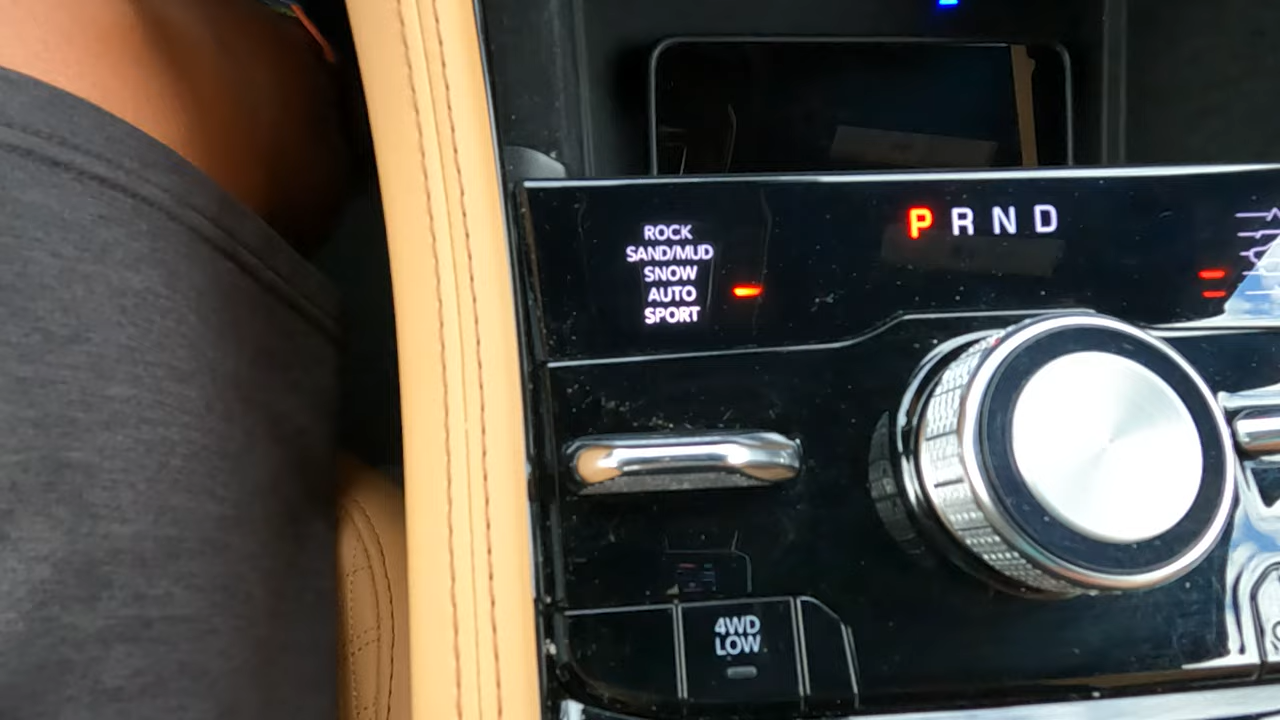 P R N D
ROCK
SAND/MUD
SNOW
AUTO
SPORT
4WD
LOW